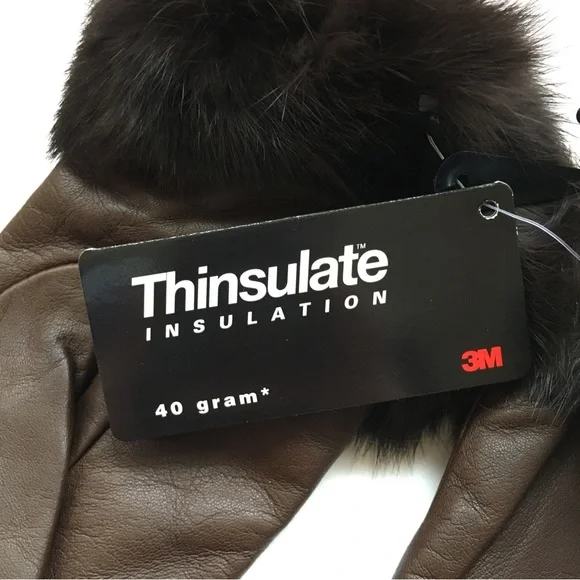 Thinsulate™
INSULATION
40 gram*
3M